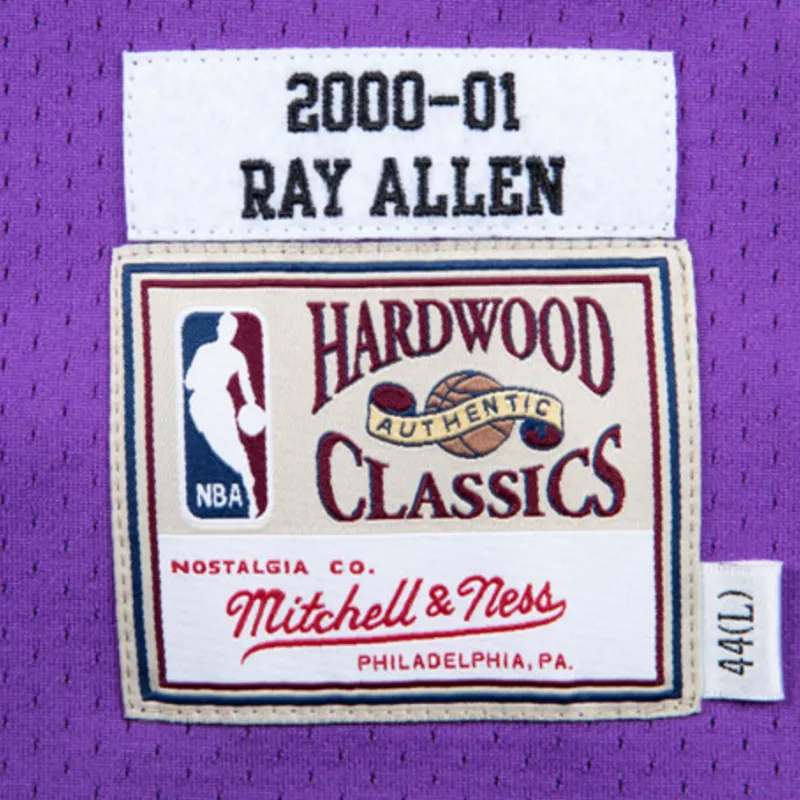 2000-01
RAY ALLEN
HARDWOOD
AUTHENTIC
CLASSICS
NBA
NOSTALGIA CO.
Mitchell & Ness
PHILADELPHIA, PA.
44(L)